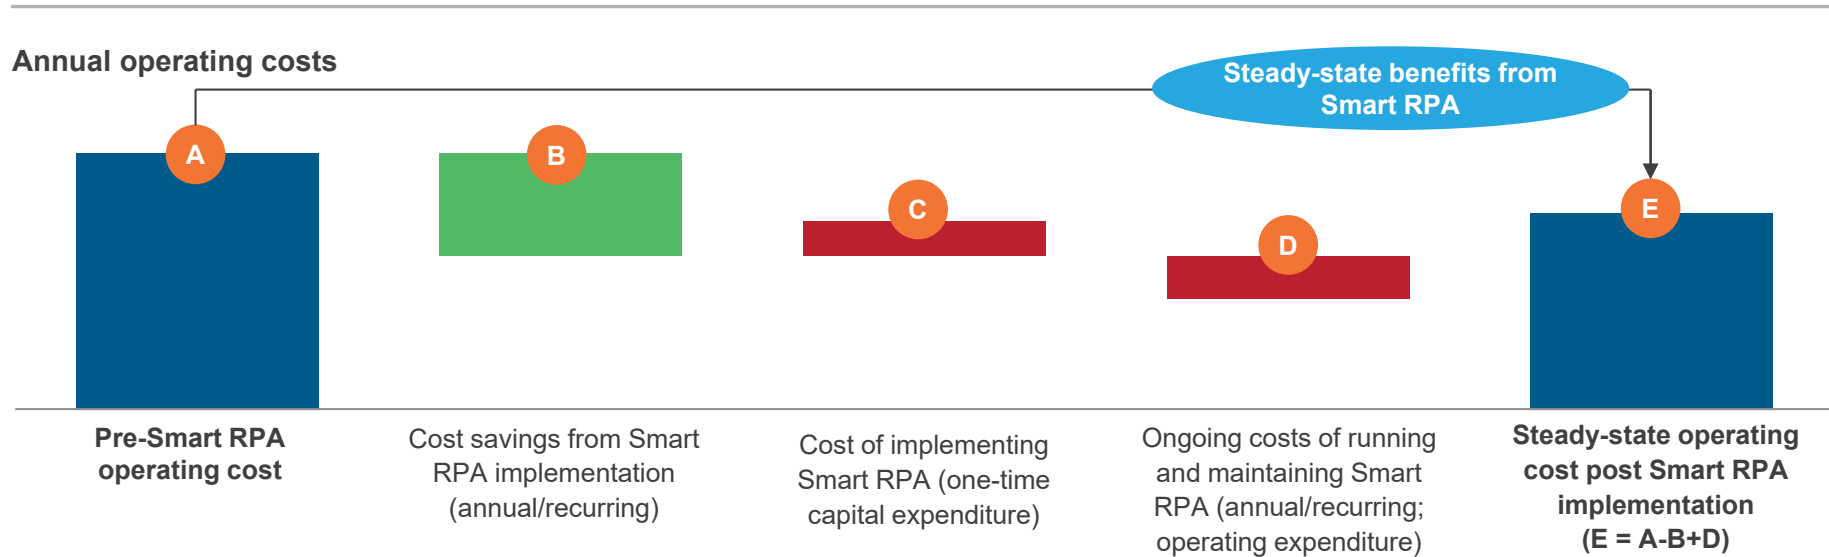 Annual operating costs
Steady-state benefits from
Smart RPA
A
B
C
D
E
Pre-Smart RPA
operating cost
Cost savings from Smart
RPA implementation
(annual/recurring)
Cost of implementing
Smart RPA (one-time
capital expenditure)
Ongoing costs of running
and maintaining Smart
RPA (annual/recurring;
operating expenditure)
Steady-state operating
cost post Smart RPA
implementation
(E = A-B+D)